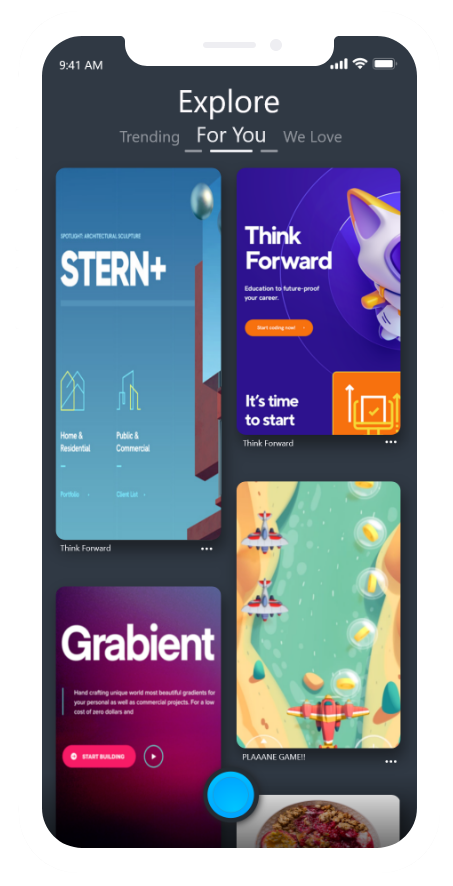 9:41 AM
Explore
Trending For You We Love
SPOTLIGHT: ARCHITECTURAL SCULPTURE
STERN+
Home & Residential
Public & Commercial
Portfolio
Client List
Think Forward
Think
Forward
Education to future-proof
your career.
Start coding now!
It's time
to start
Think Forward
Grabient
Hand crafting unique world most beautiful gradients for
your personal as well as commercial projects. For a low
cost of zero dollars and
START BUILDING
PLAAANE GAME!!